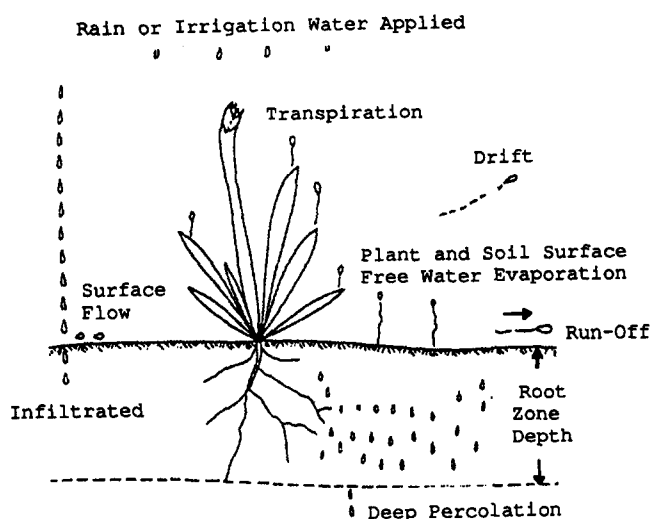 Rain or Irrigation Water Applied
Transpiration
Drift
Plant and Soil Surface
Free Water Evaporation
Surface
Flow
Run-Off
Infiltrated
Root
Zone
Depth
Deep Percolation